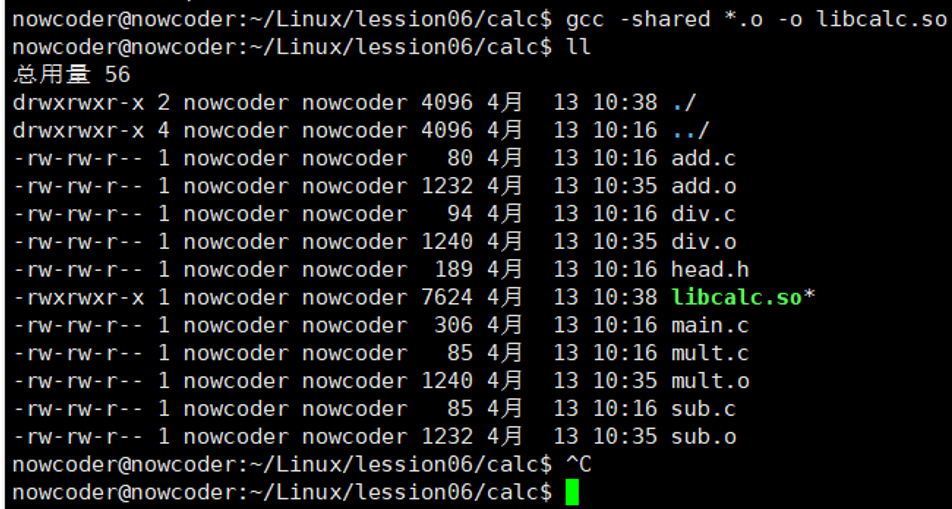 nowcoder@nowcoder:~/Linux/lession06/calc$ gcc -shared *.o -o libcalc.so
nowcoder@nowcoder:~/Linux/lession06/calc$ ll
总用量 56
drwxrwxr-x 2 nowcoder nowcoder 4096 4月  13 10:38 ./
drwxrwxr-x 4 nowcoder nowcoder 4096 4月  13 10:16 ../
-rw-rw-r-- 1 nowcoder nowcoder   80 4月  13 10:16 add.c
-rw-rw-r-- 1 nowcoder nowcoder 1232 4月  13 10:35 add.o
-rw-rw-r-- 1 nowcoder nowcoder   94 4月  13 10:16 div.c
-rw-rw-r-- 1 nowcoder nowcoder 1240 4月  13 10:35 div.o
-rw-rw-r-- 1 nowcoder nowcoder  189 4月  13 10:16 head.h
-rwxrwxr-x 1 nowcoder nowcoder 7624 4月  13 10:38 libcalc.so*
-rw-rw-r-- 1 nowcoder nowcoder  306 4月  13 10:16 main.c
-rw-rw-r-- 1 nowcoder nowcoder   85 4月  13 10:16 mult.c
-rw-rw-r-- 1 nowcoder nowcoder 1240 4月  13 10:35 mult.o
-rw-rw-r-- 1 nowcoder nowcoder   85 4月  13 10:16 sub.c
-rw-rw-r-- 1 nowcoder nowcoder 1232 4月  13 10:35 sub.o
nowcoder@nowcoder:~/Linux/lession06/calc$ ^C
nowcoder@nowcoder:~/Linux/lession06/calc$